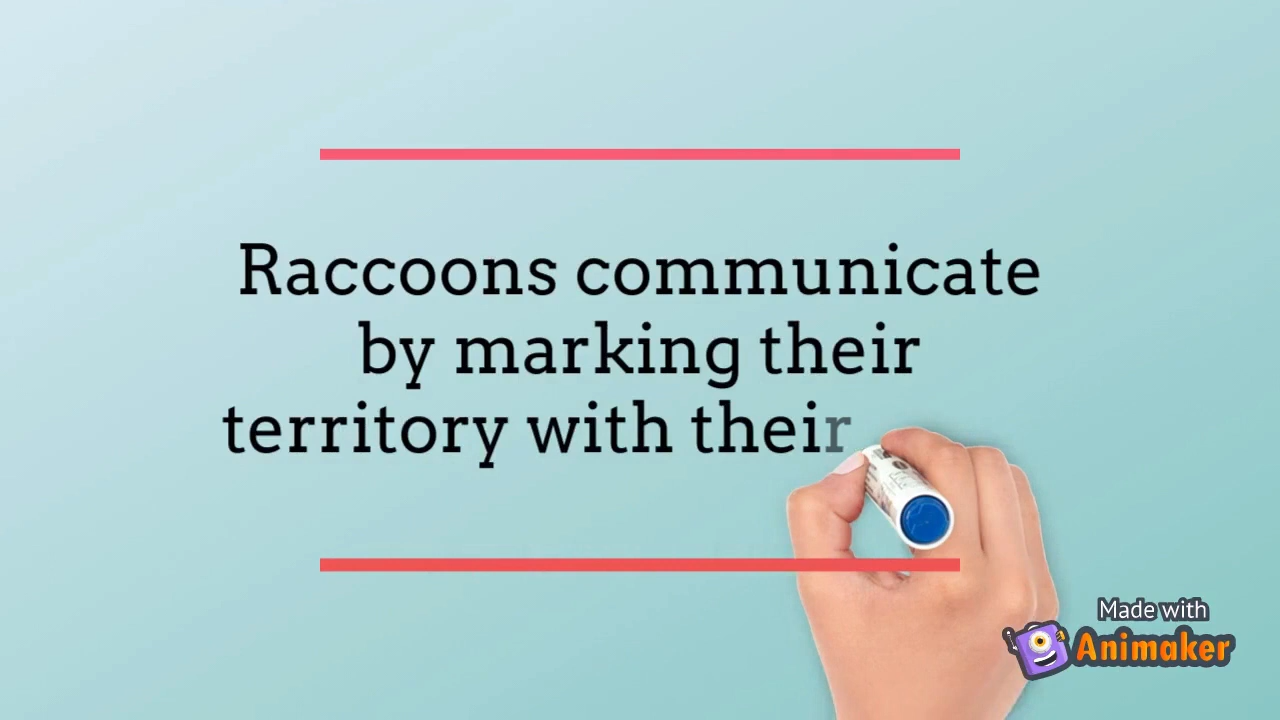 Raccoons communicate
by marking their
territory with their
Made with
Animaker